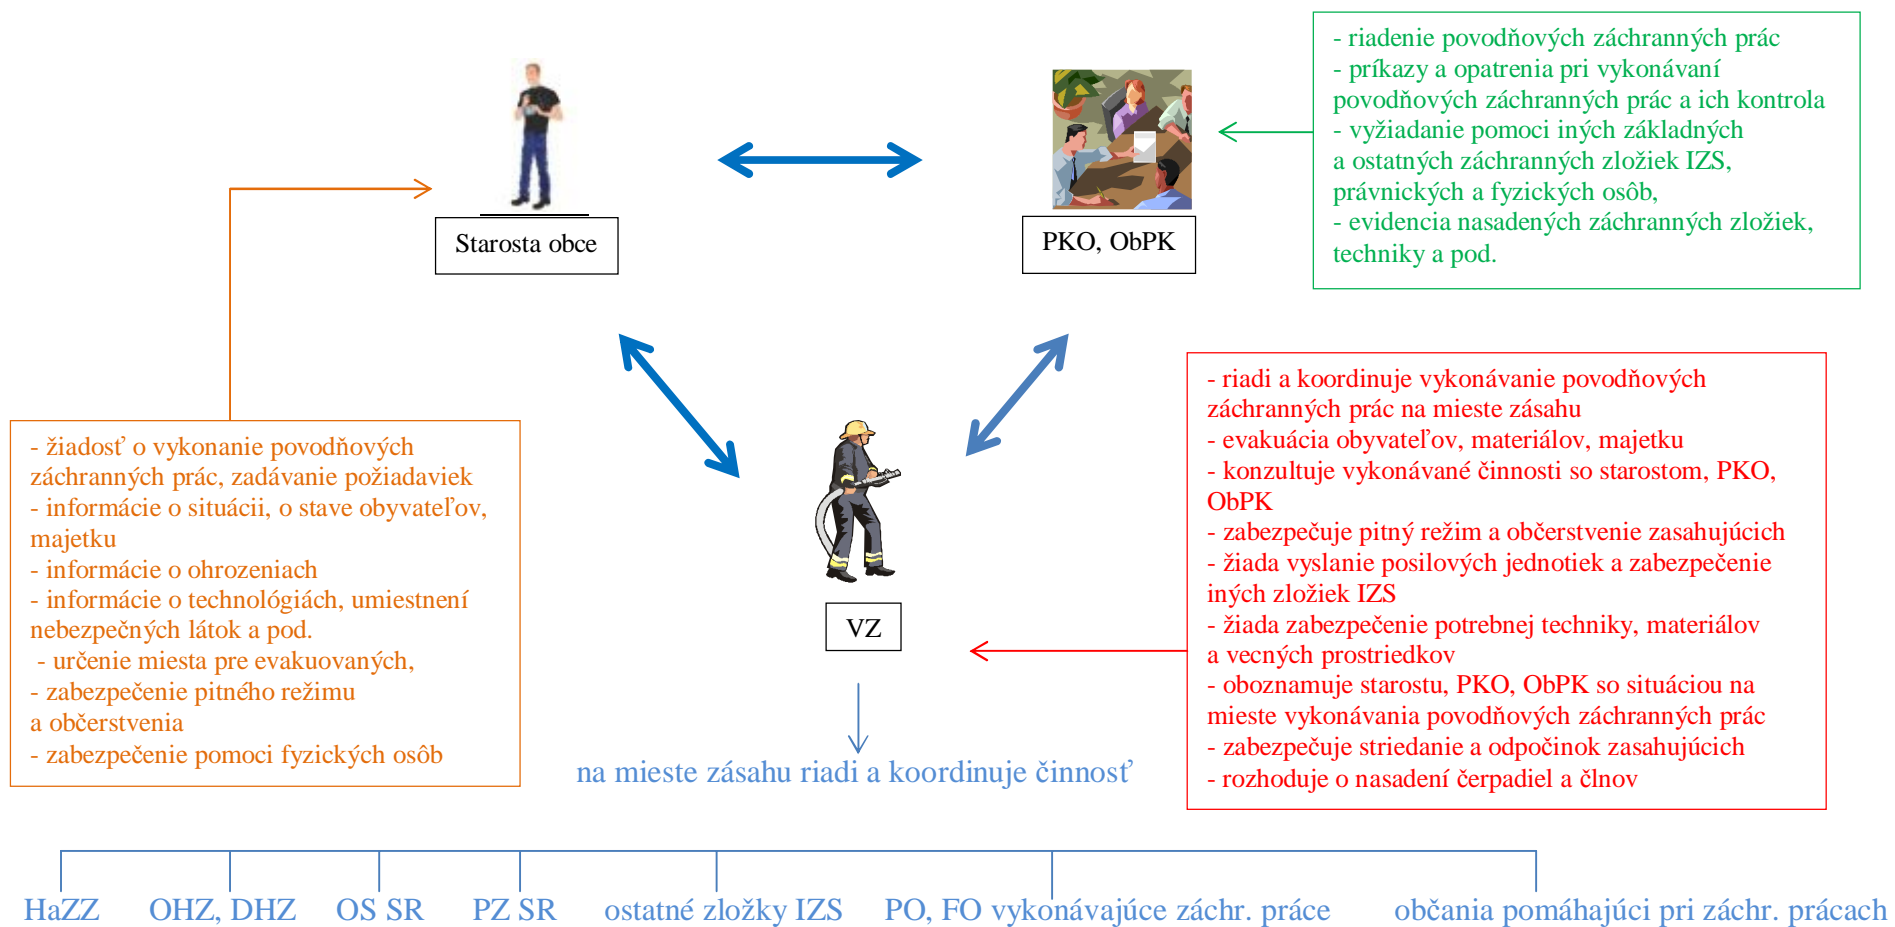 - riadenie povodňových záchranných prác
- príkazy a opatrenia pri vykonávaní
povodňových záchranných prác a ich kontrola
- vyžiadanie pomoci iných základných
a ostatných záchranných zložiek IZS,
právnických a fyzických osôb,
- evidencia nasadených záchranných zložiek,
techniky a pod.
Starosta obce
PKO, ObPK
- žiadosť o vykonanie povodňových
záchranných prác, zadávanie požiadaviek
- informácie o situácii, o stave obyvateľov,
majetku
- informácie o ohrozeniach
- informácie o technológiách, umiestnení
nebezpečných látok a pod.
- určenie miesta pre evakuovaných,
- zabezpečenie pitného režimu
a občerstvenia
- zabezpečenie pomoci fyzických osôb
VZ
- riadi a koordinuje vykonávanie povodňových
záchranných prác na mieste zásahu
- evakuácia obyvateľov, materiálov, majetku
- konzultuje vykonávané činnosti so starostom, PKO,
ObPK
- zabezpečuje pitný režim a občerstvenie zasahujúcich
- žiada vyslanie posilových jednotiek a zabezpečenie
iných zložiek IZS
- žiada zabezpečenie potrebnej techniky, materiálov
a vecných prostriedkov
- oboznamuje starostu, PKO, ObPK so situáciou na
mieste vykonávania povodňových záchranných prác
- zabezpečuje striedanie a odpočinok zasahujúcich
- rozhoduje o nasadení čerpadiel a člnov
na mieste zásahu riadi a koordinuje činnosť
HaZZ
OHZ, DHZ
OS SR
PZ SR
ostatné zložky IZS
PO, FO vykonávajúce záchr. práce
občania pomáhajúci pri záchr. prácach